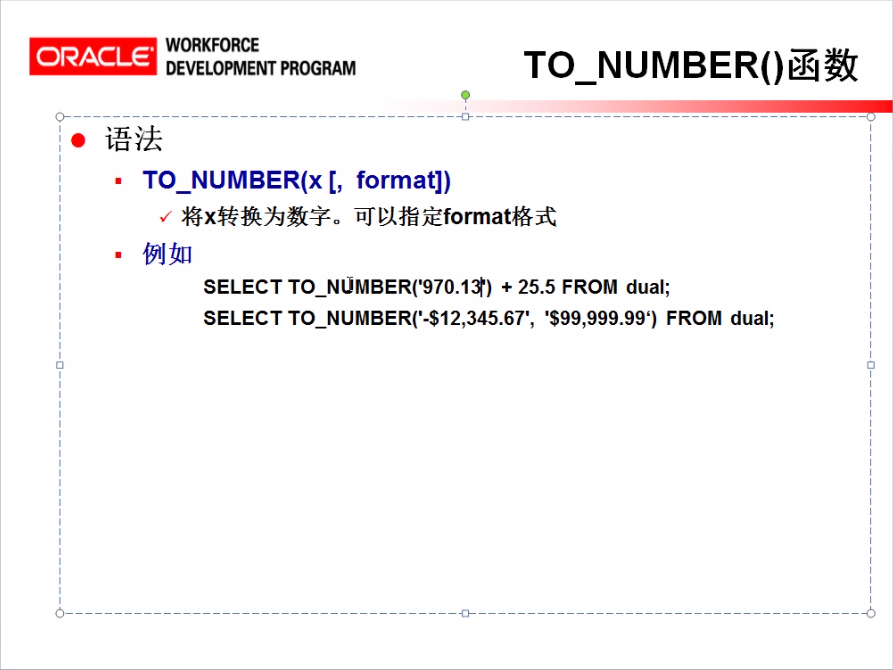 ORACLE WORKFORCE
DEVELOPMENT PROGRAM
TO_NUMBER()函数
语法
TO_NUMBER(x [, format])
将x转换为数字。可以指定format格式
例如
SELECT TO_NUMBER('970.13') + 25.5 FROM dual;
SELECT TO_NUMBER('-$12,345.67', '$99,999.99‘) FROM dual;